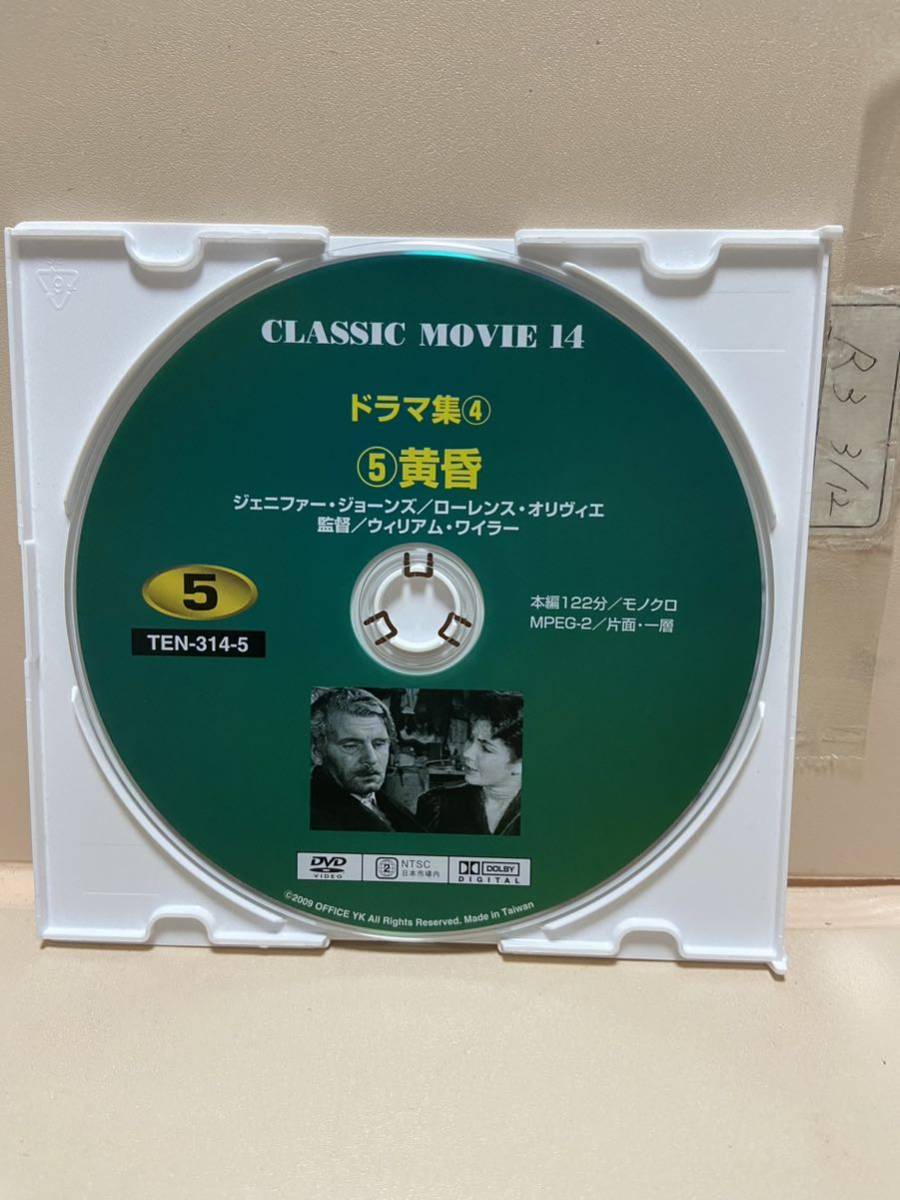 CLASSIC MOVIE 14
ドラマ集④
⑤黄昏
ジェニファー・ジョーンズ／ローレンス・オリヴィエ
監督／ウィリアム・ワイラー
5
TEN-314-5
本編122分／モノクロ
MPEG-2／片面・一層
DVD
VIDEO
2
NTSC
日本市場内
DOLBY
DIGITAL
©2009 OFFICE YK All Rights Reserved. Made in Taiwan
R3 3/12